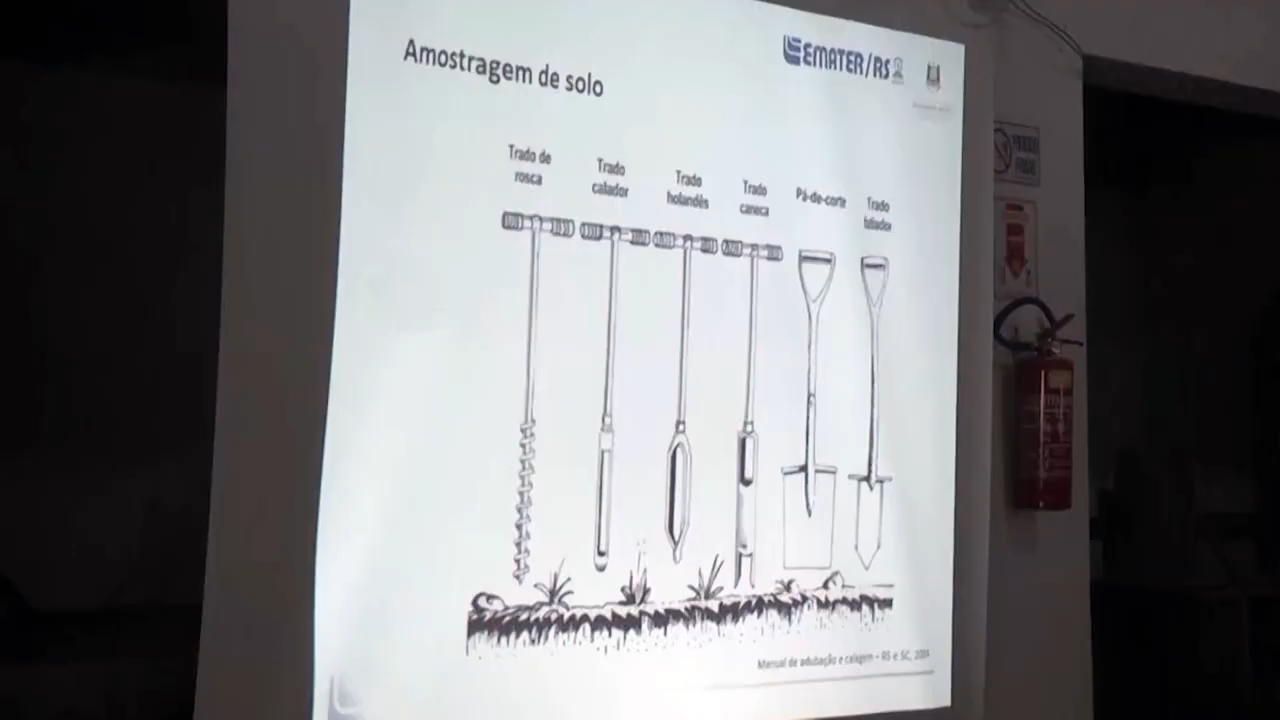 Amostragem de solo
EMATER/RS
Trado de
rosca
Trado
calador
Trado
holandês
Trado
caneca
Pá-de-corte
Trado
Manual de adubação e calagem – RS e SC, 2004